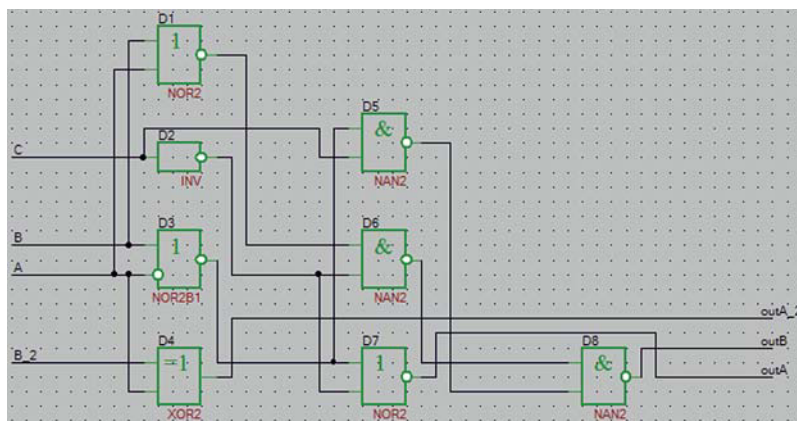 D1
1
NOR2
D2
INV
C
D5
&
NAN2
D3
1
NOR2B1
B
A
D6
&
NAN2
D4
=1
XOR2
B_2
D7
1
NOR2
D8
&
NAN2
outA_2
outB
outA